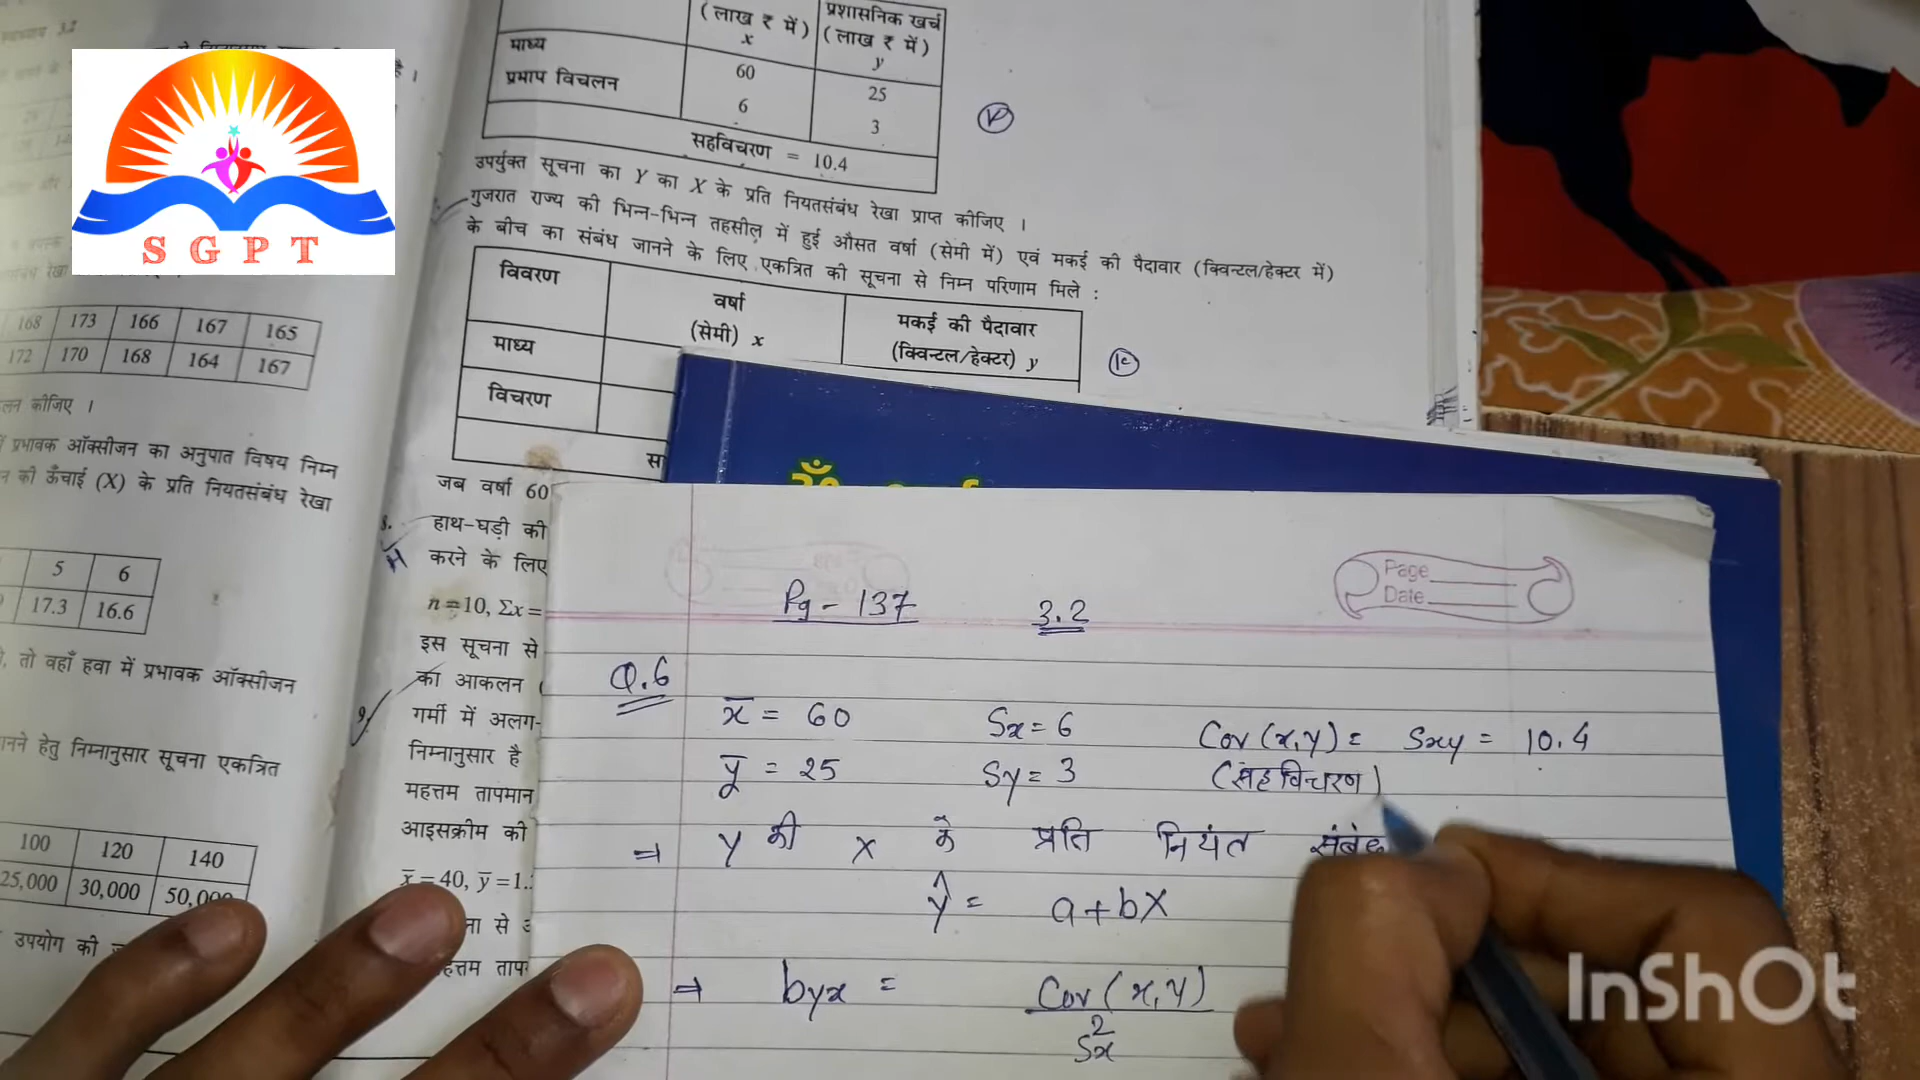 S G P T
168 173 166 167 165
172 170 168 164 167
कीजिए ।
प्रभावक ऑक्सीजन का अनुपात विषय निम्न
की ऊँचाई (X) के प्रति नियतसंबंध रेखा
5 6
17.3 16.6
तो वहाँ हवा में प्रभावक ऑक्सीजन
हेतु निम्नानुसार सूचना एकत्रित
100 120 140
25,000 30,000
उपयोग की
(लाख ₹ में) प्रशासनिक खर्च
x (लाख ₹ में)
y
माध्य 60 25
प्रमाप विचलन 6 3
सहविचरण = 10.4
उपर्युक्त सूचना का Y का X के प्रति नियतसंबंध रेखा प्राप्त कीजिए ।
गुजरात राज्य की भिन्न-भिन्न तहसील में हुई औसत वर्षा (सेमी में) एवं मकई की पैदावार (क्विन्टल/हेक्टर में)
के बीच का संबंध जानने के लिए एकत्रित की सूचना से निम्न परिणाम मिले :
विवरण वर्षा मकई की पैदावार
(सेमी) x (क्विन्टल/हेक्टर) y
माध्य
विचरण
जब वर्षा 60
8. हाथ-घड़ी की
करने के लिए
n = 10, Σx =
इस सूचना से
का आकलन
9. गर्मी में अलग-
निम्नानुसार है
महत्तम तापमान
आइसक्रीम की
x̄ = 40, ȳ = 1.
ना से
Page
Date
Pg - 137 3.2
Q.6
x̄ = 60 Sx = 6 Cov (x,y) = Sxy = 10.4
ȳ = 25 Sy = 3 (सहविचरण)
⇒ Y की X के प्रति नियंत
ŷ = a+bX
⇒ byx = Cov (x,y)
S²x
InShOt